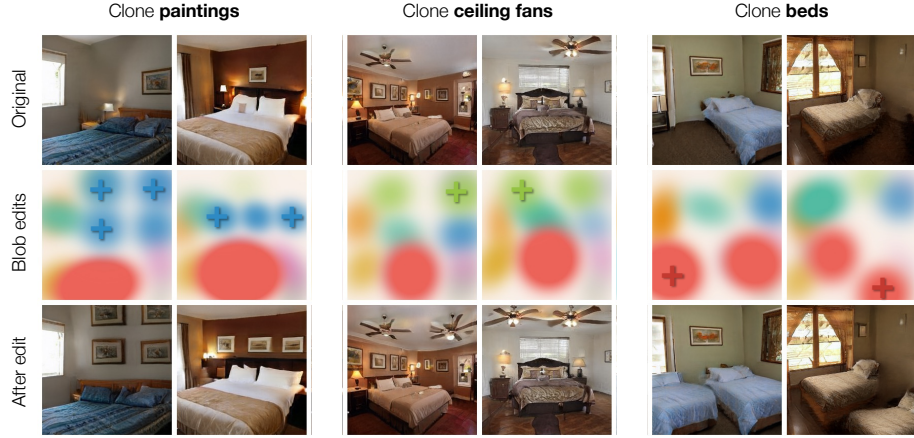 Clone paintings
Clone ceiling fans
Clone beds
Original
Blob edits
After edit